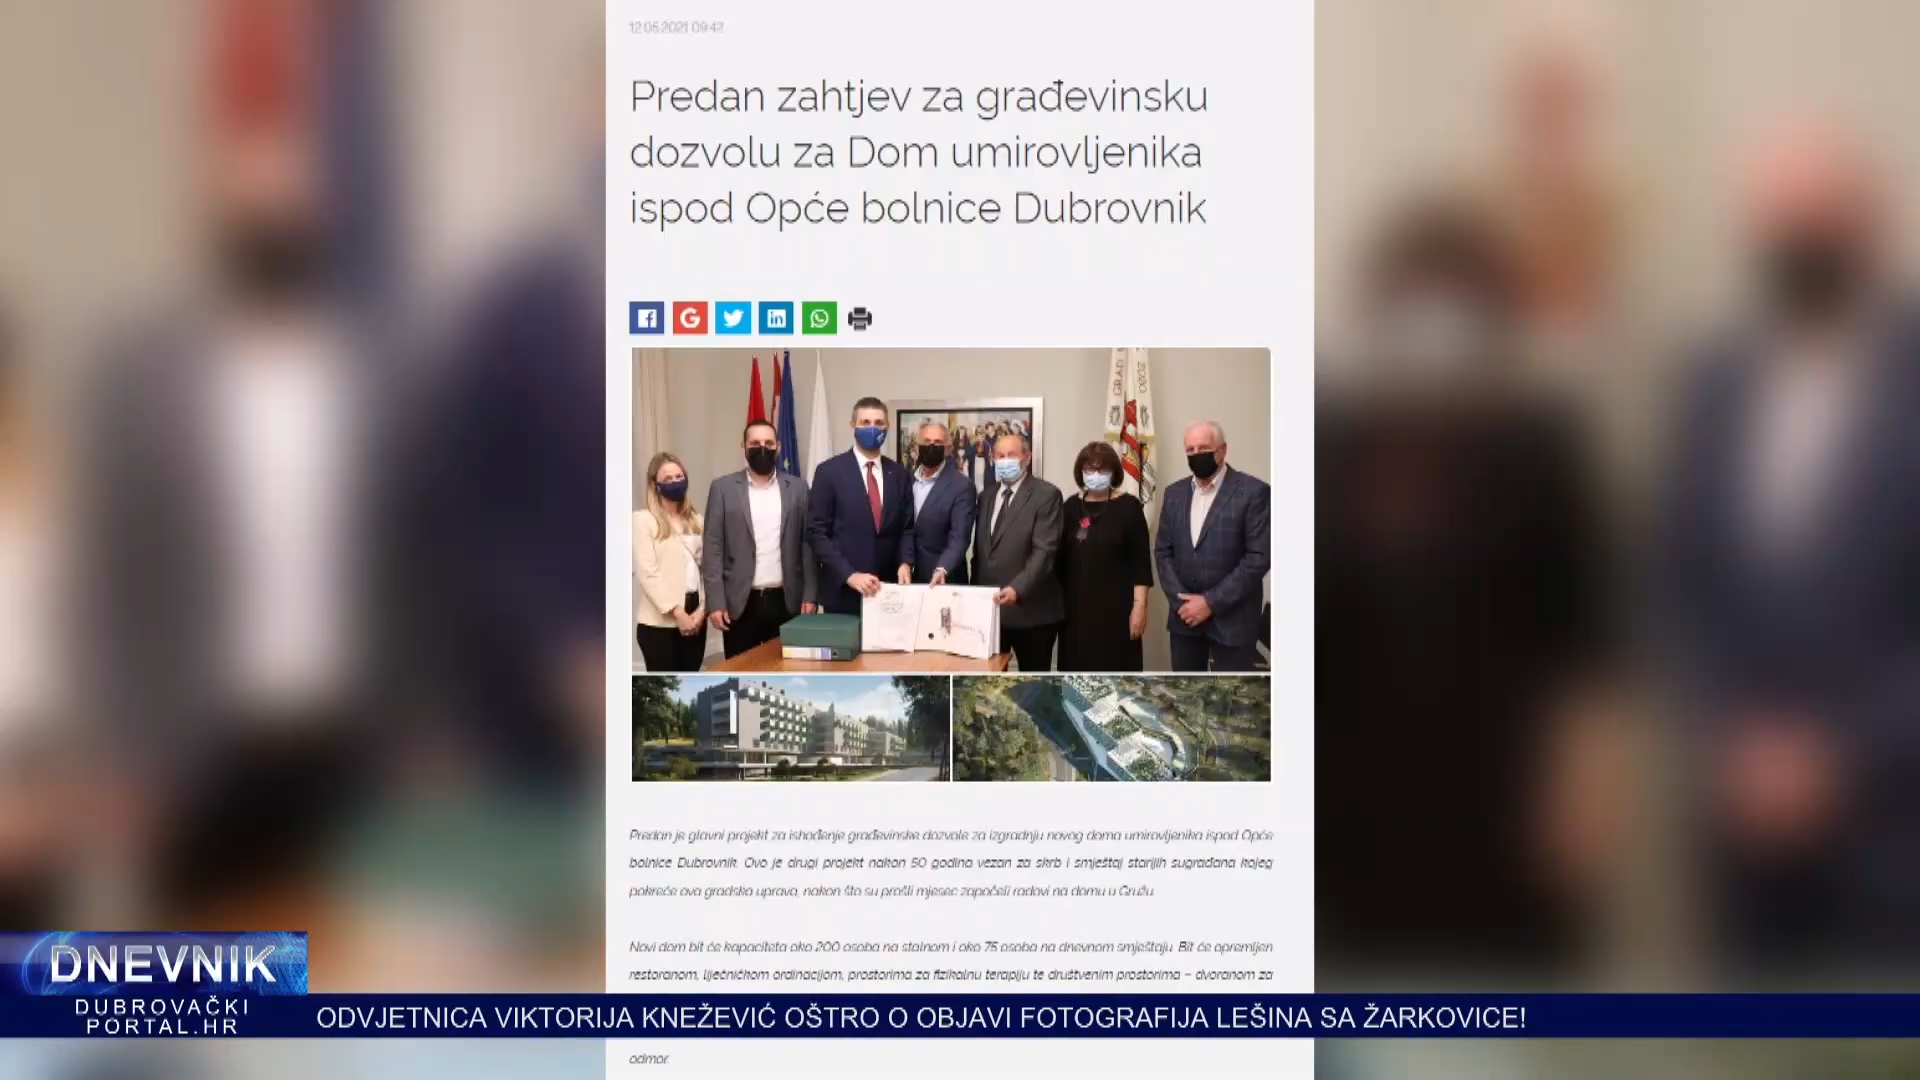 12.05.2021 09:42
Predan zahtjev za građevinsku
dozvolu za Dom umirovljenika
ispod Opće bolnice Dubrovnik
GRAD
Predan je glavni projekt za ishođenje građevinske dozvole za izgradnju novog doma umirovljenika ispod Opće
bolnice Dubrovnik. Ovo je drugi projekt nakon 50 godina vezan za skrb i smještaj starijih sugrađana kojeg
pokreće ova gradska uprava, nakon što su prošli mjesec započeli radovi na domu u Gružu.
Novi dom bit će kapaciteta oko 200 osoba na stalnom i oko 75 osoba na dnevnom smještaju. Bit će opremljen
restoranom, liječničkom ordinacijom, prostorima za fizikalnu terapiju te društvenim prostorima – dvoranom za
DNEVNIK
DUBROVAČKI
PORTAL.HR
ODVJETNICA VIKTORIJA KNEŽEVIĆ OŠTRO O OBJAVI FOTOGRAFIJA LEŠINA SA ŽARKOVICE!
odmor.